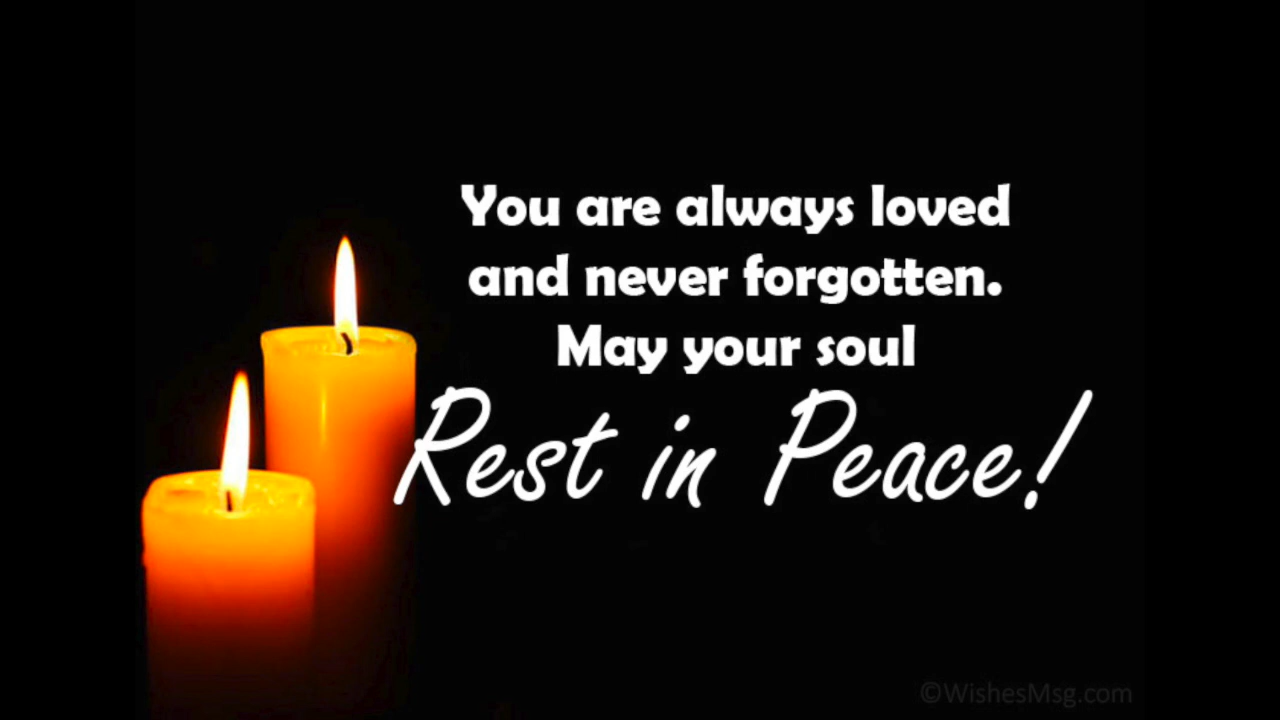 You are always loved
and never forgotten.
May your soul
Rest in Peace!
©WishesMsg.com